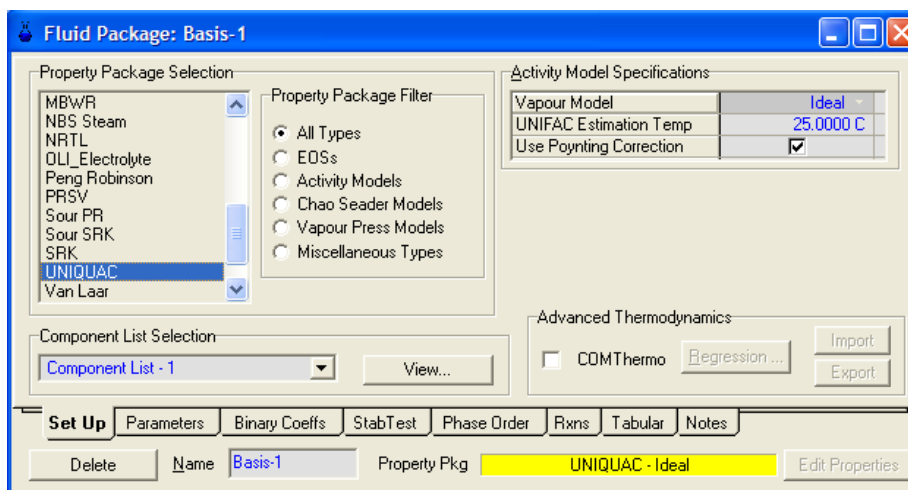 Fluid Package: Basis-1
Property Package Selection
MBWR
NBS Steam
NRTL
OLI_Electrolyte
Peng Robinson
PRSV
Sour PR
Sour SRK
SRK
UNIQUAC
Van Laar
Property Package Filter
All Types
EOSs
Activity Models
Chao Seader Models
Vapour Press Models
Miscellaneous Types
Activity Model Specifications
Vapour Model Ideal
UNIFAC Estimation Temp 25.0000 C
Use Poynting Correction
Component List Selection
Component List - 1
View...
Advanced Thermodynamics
COMThermo
Regression ...
Import
Export
Set Up Parameters Binary Coeffs StabTest Phase Order Rxns Tabular Notes
Delete Name Basis-1 Property Pkg UNIQUAC - Ideal Edit Properties